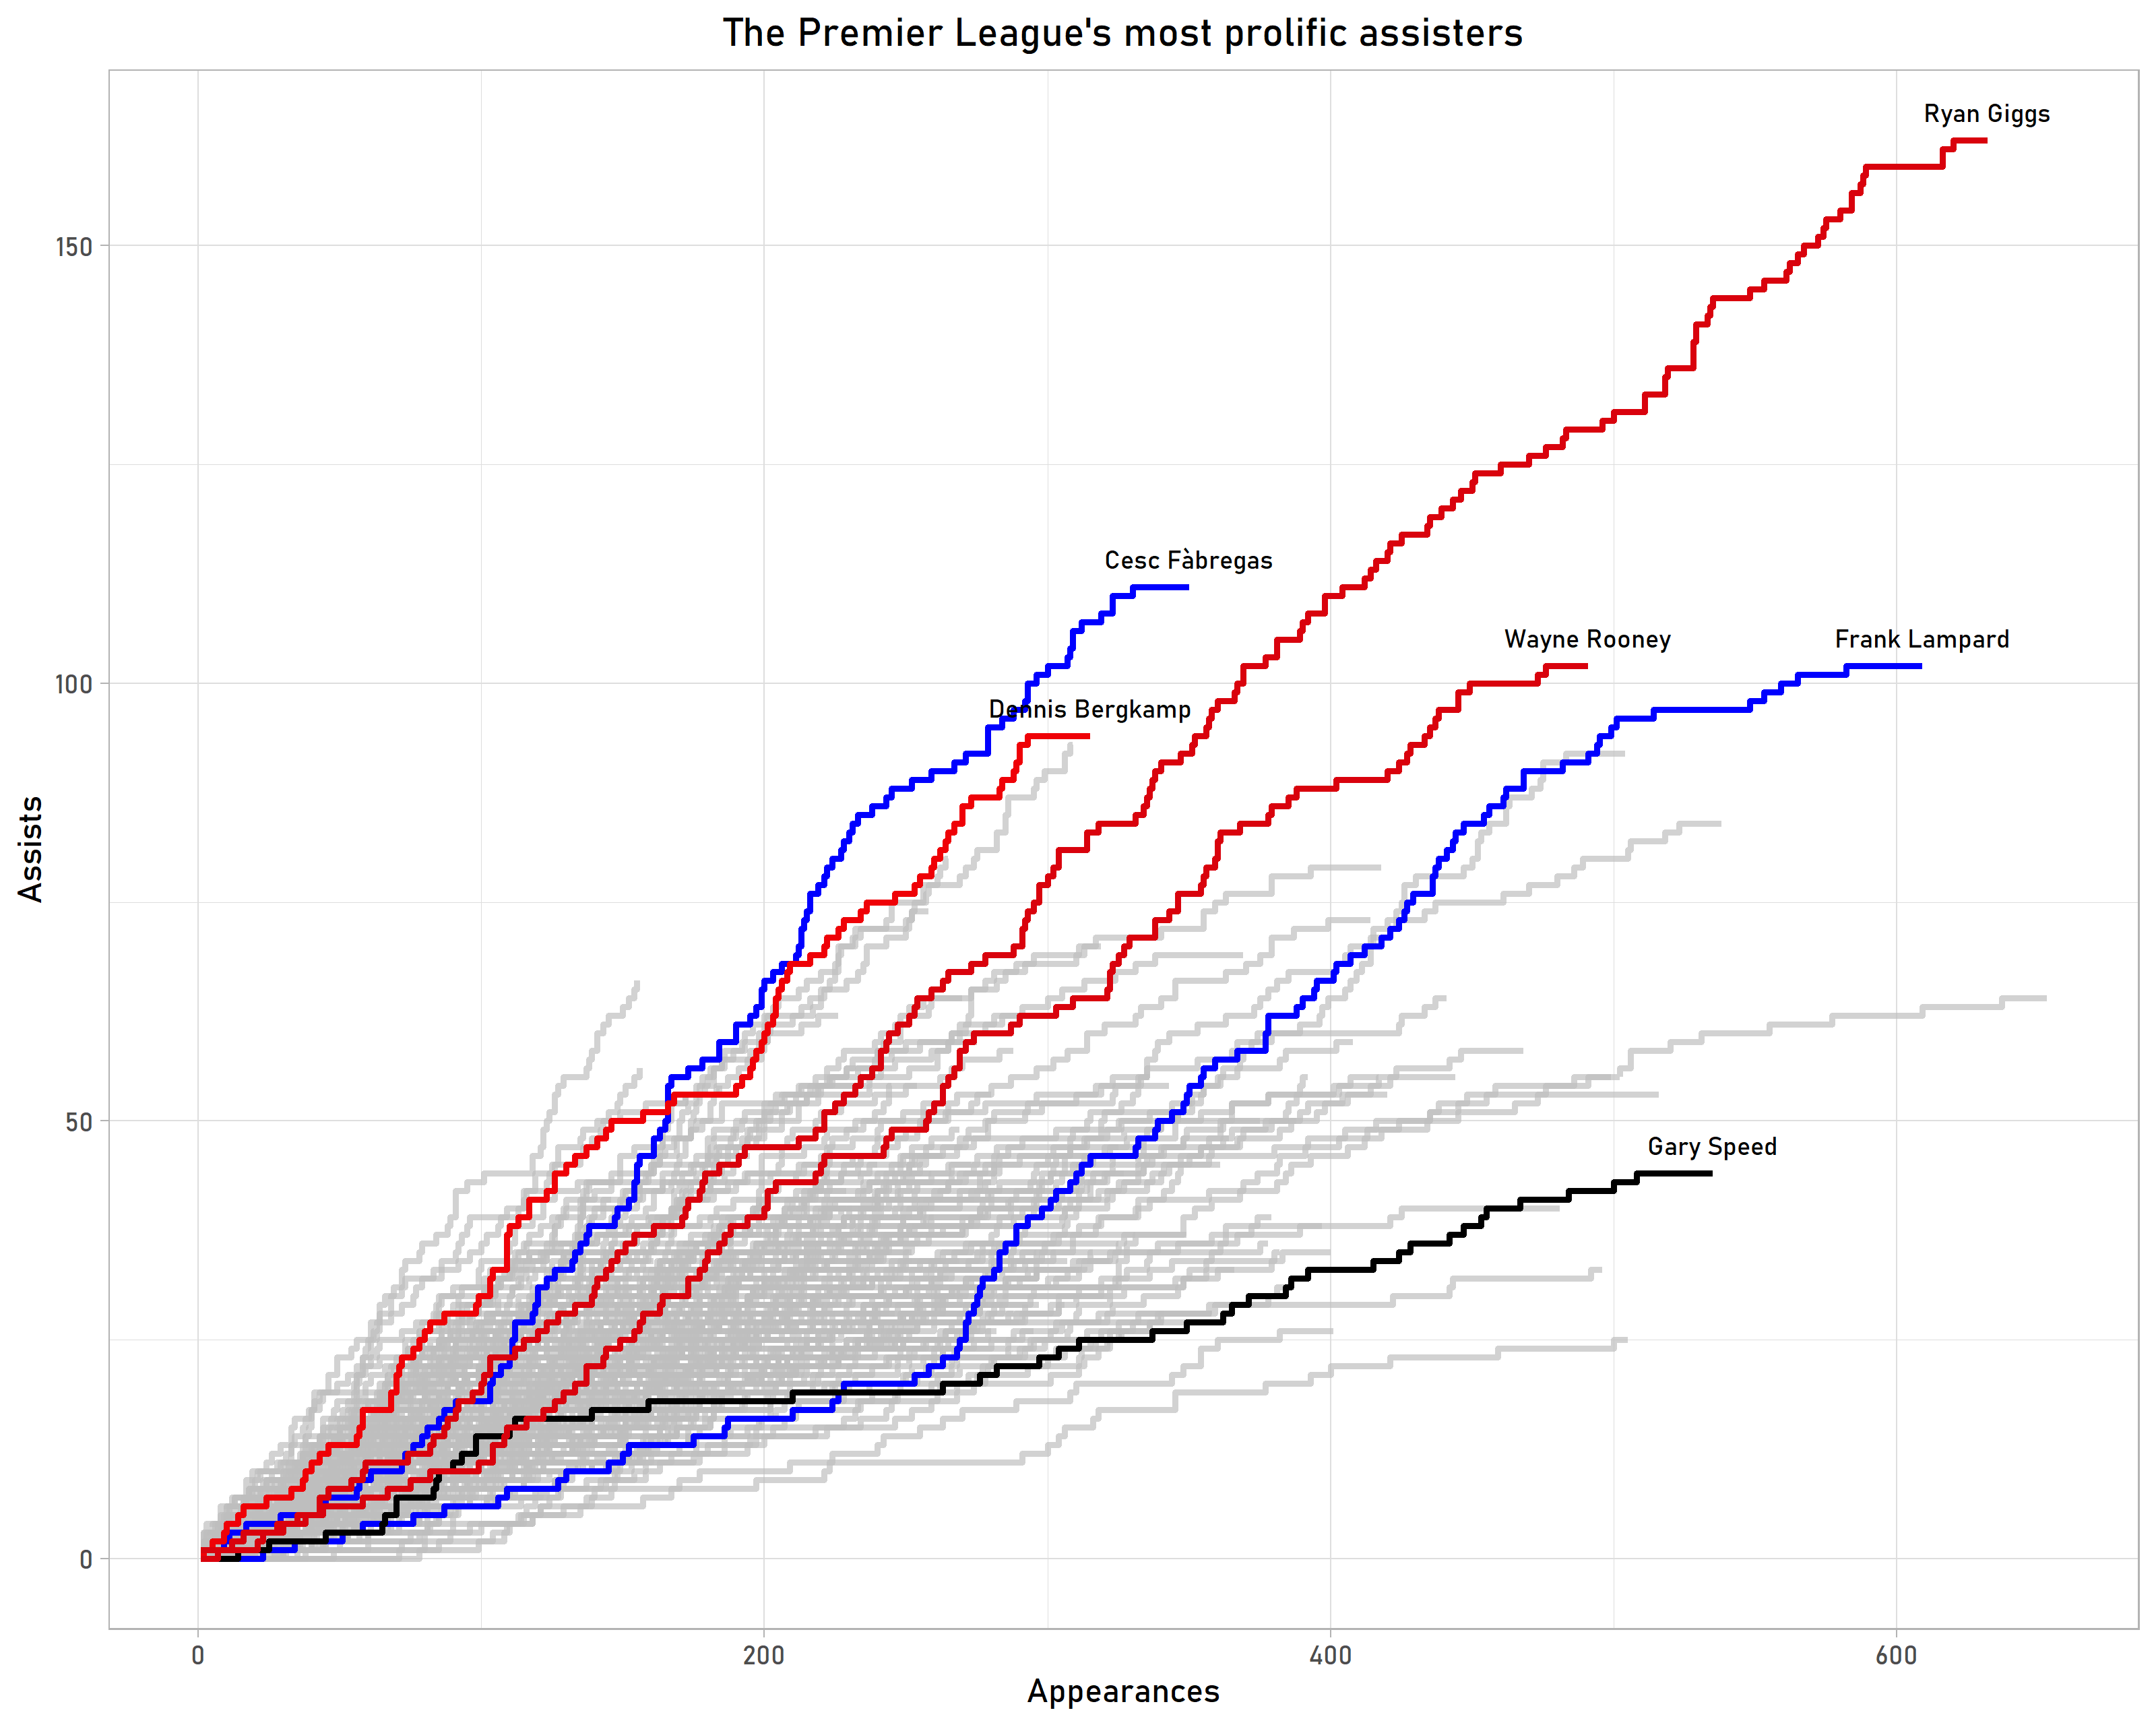 The Premier League's most prolific assisters
Ryan Giggs
150
Cesc Fàbregas
Wayne Rooney
Frank Lampard
100
Dennis Bergkamp
Assists
50
Gary Speed
0
0
200
400
600
Appearances